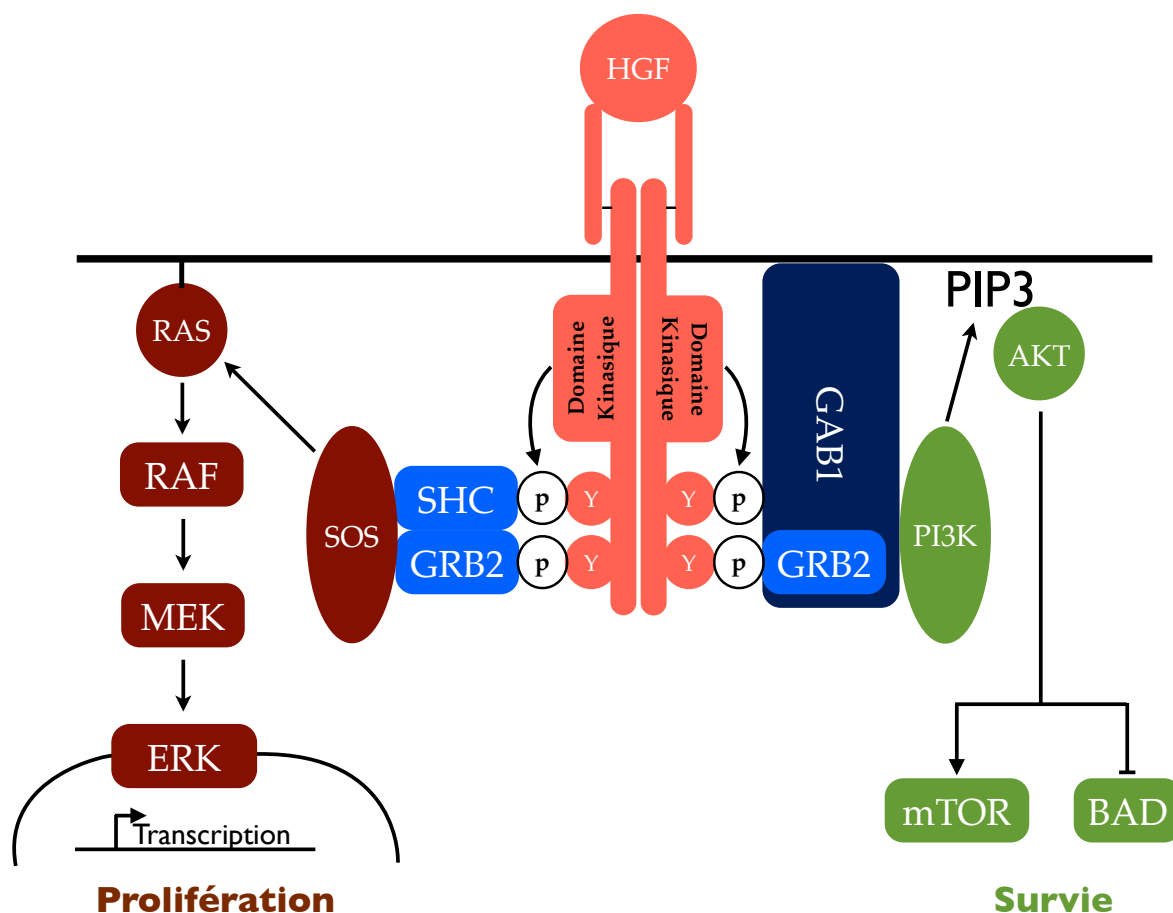 HGF
PIP3
RAS
AKT
Domaine
Kinasique
Domaine
Kinasique
GAB1
RAF
SHC
p
Y
Y
p
SOS
PI3K
GRB2
p
Y
Y
p
GRB2
MEK
ERK
mTOR
BAD
Transcription
Prolifération
Survie